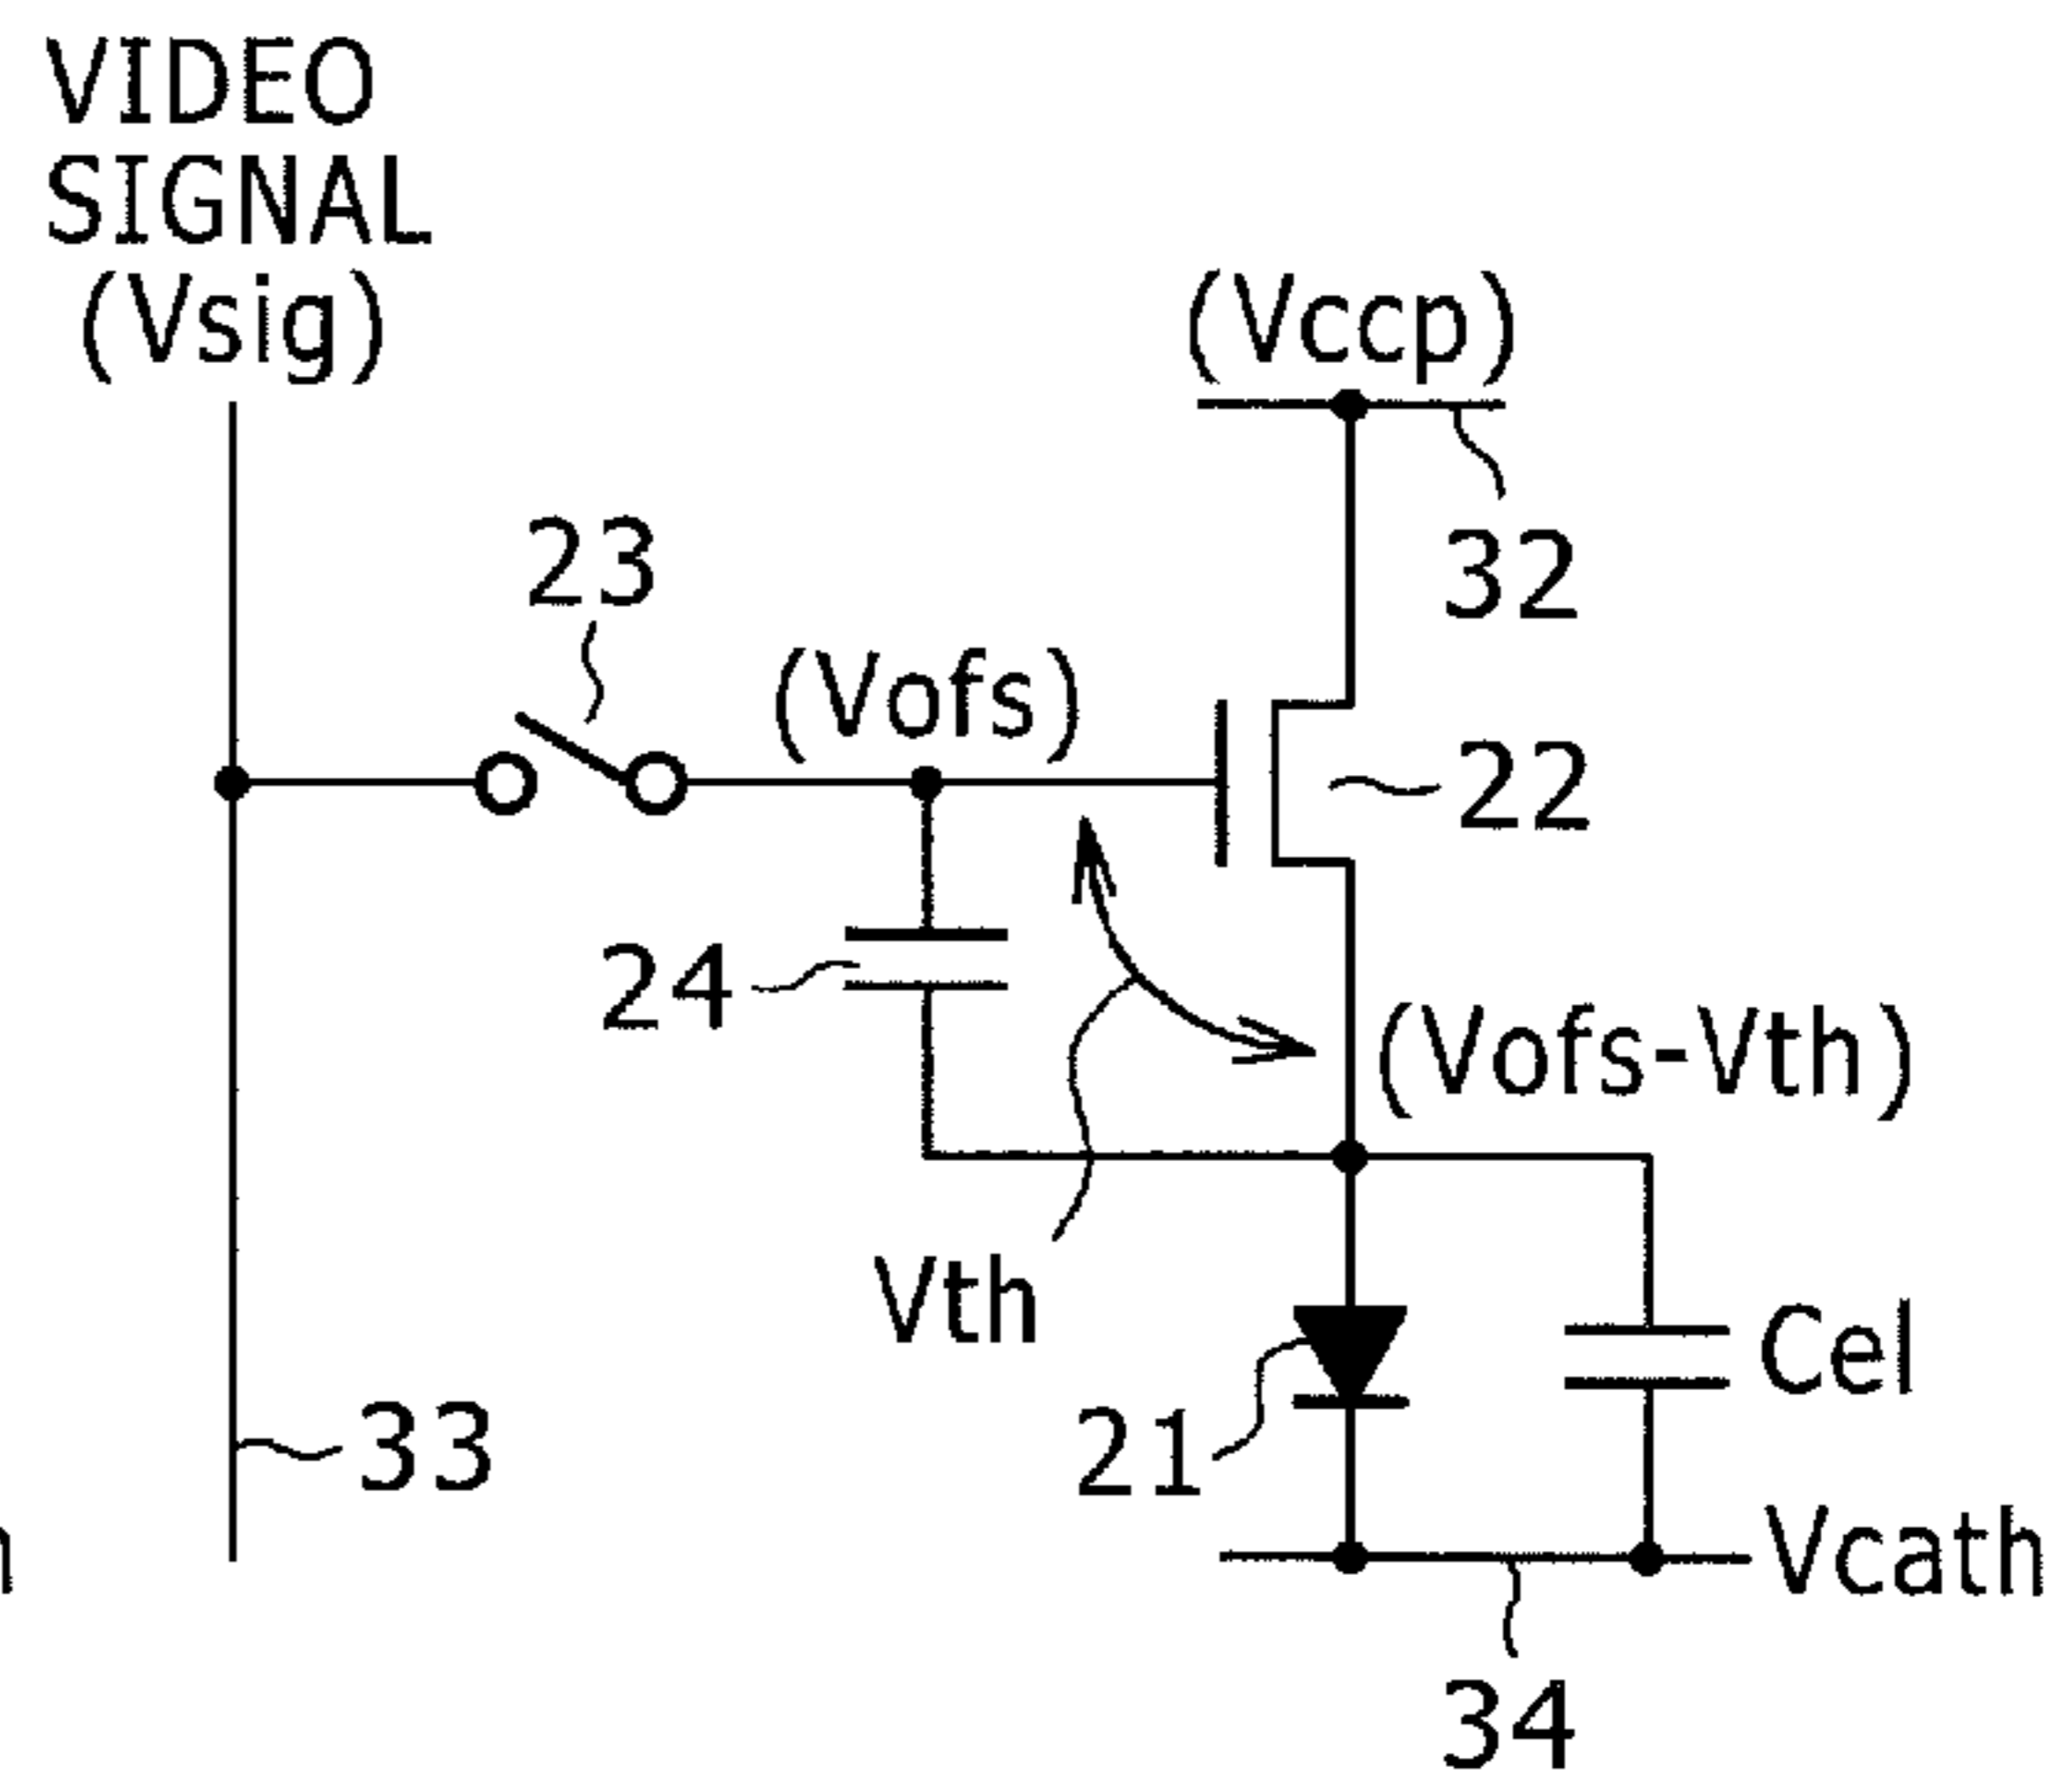 VIDEO
SIGNAL
(Vsig)
(Vccp)
32
23
(Vofs)
22
24
(Vofs-Vth)
Vth
Cel
21
33
Vcath
34